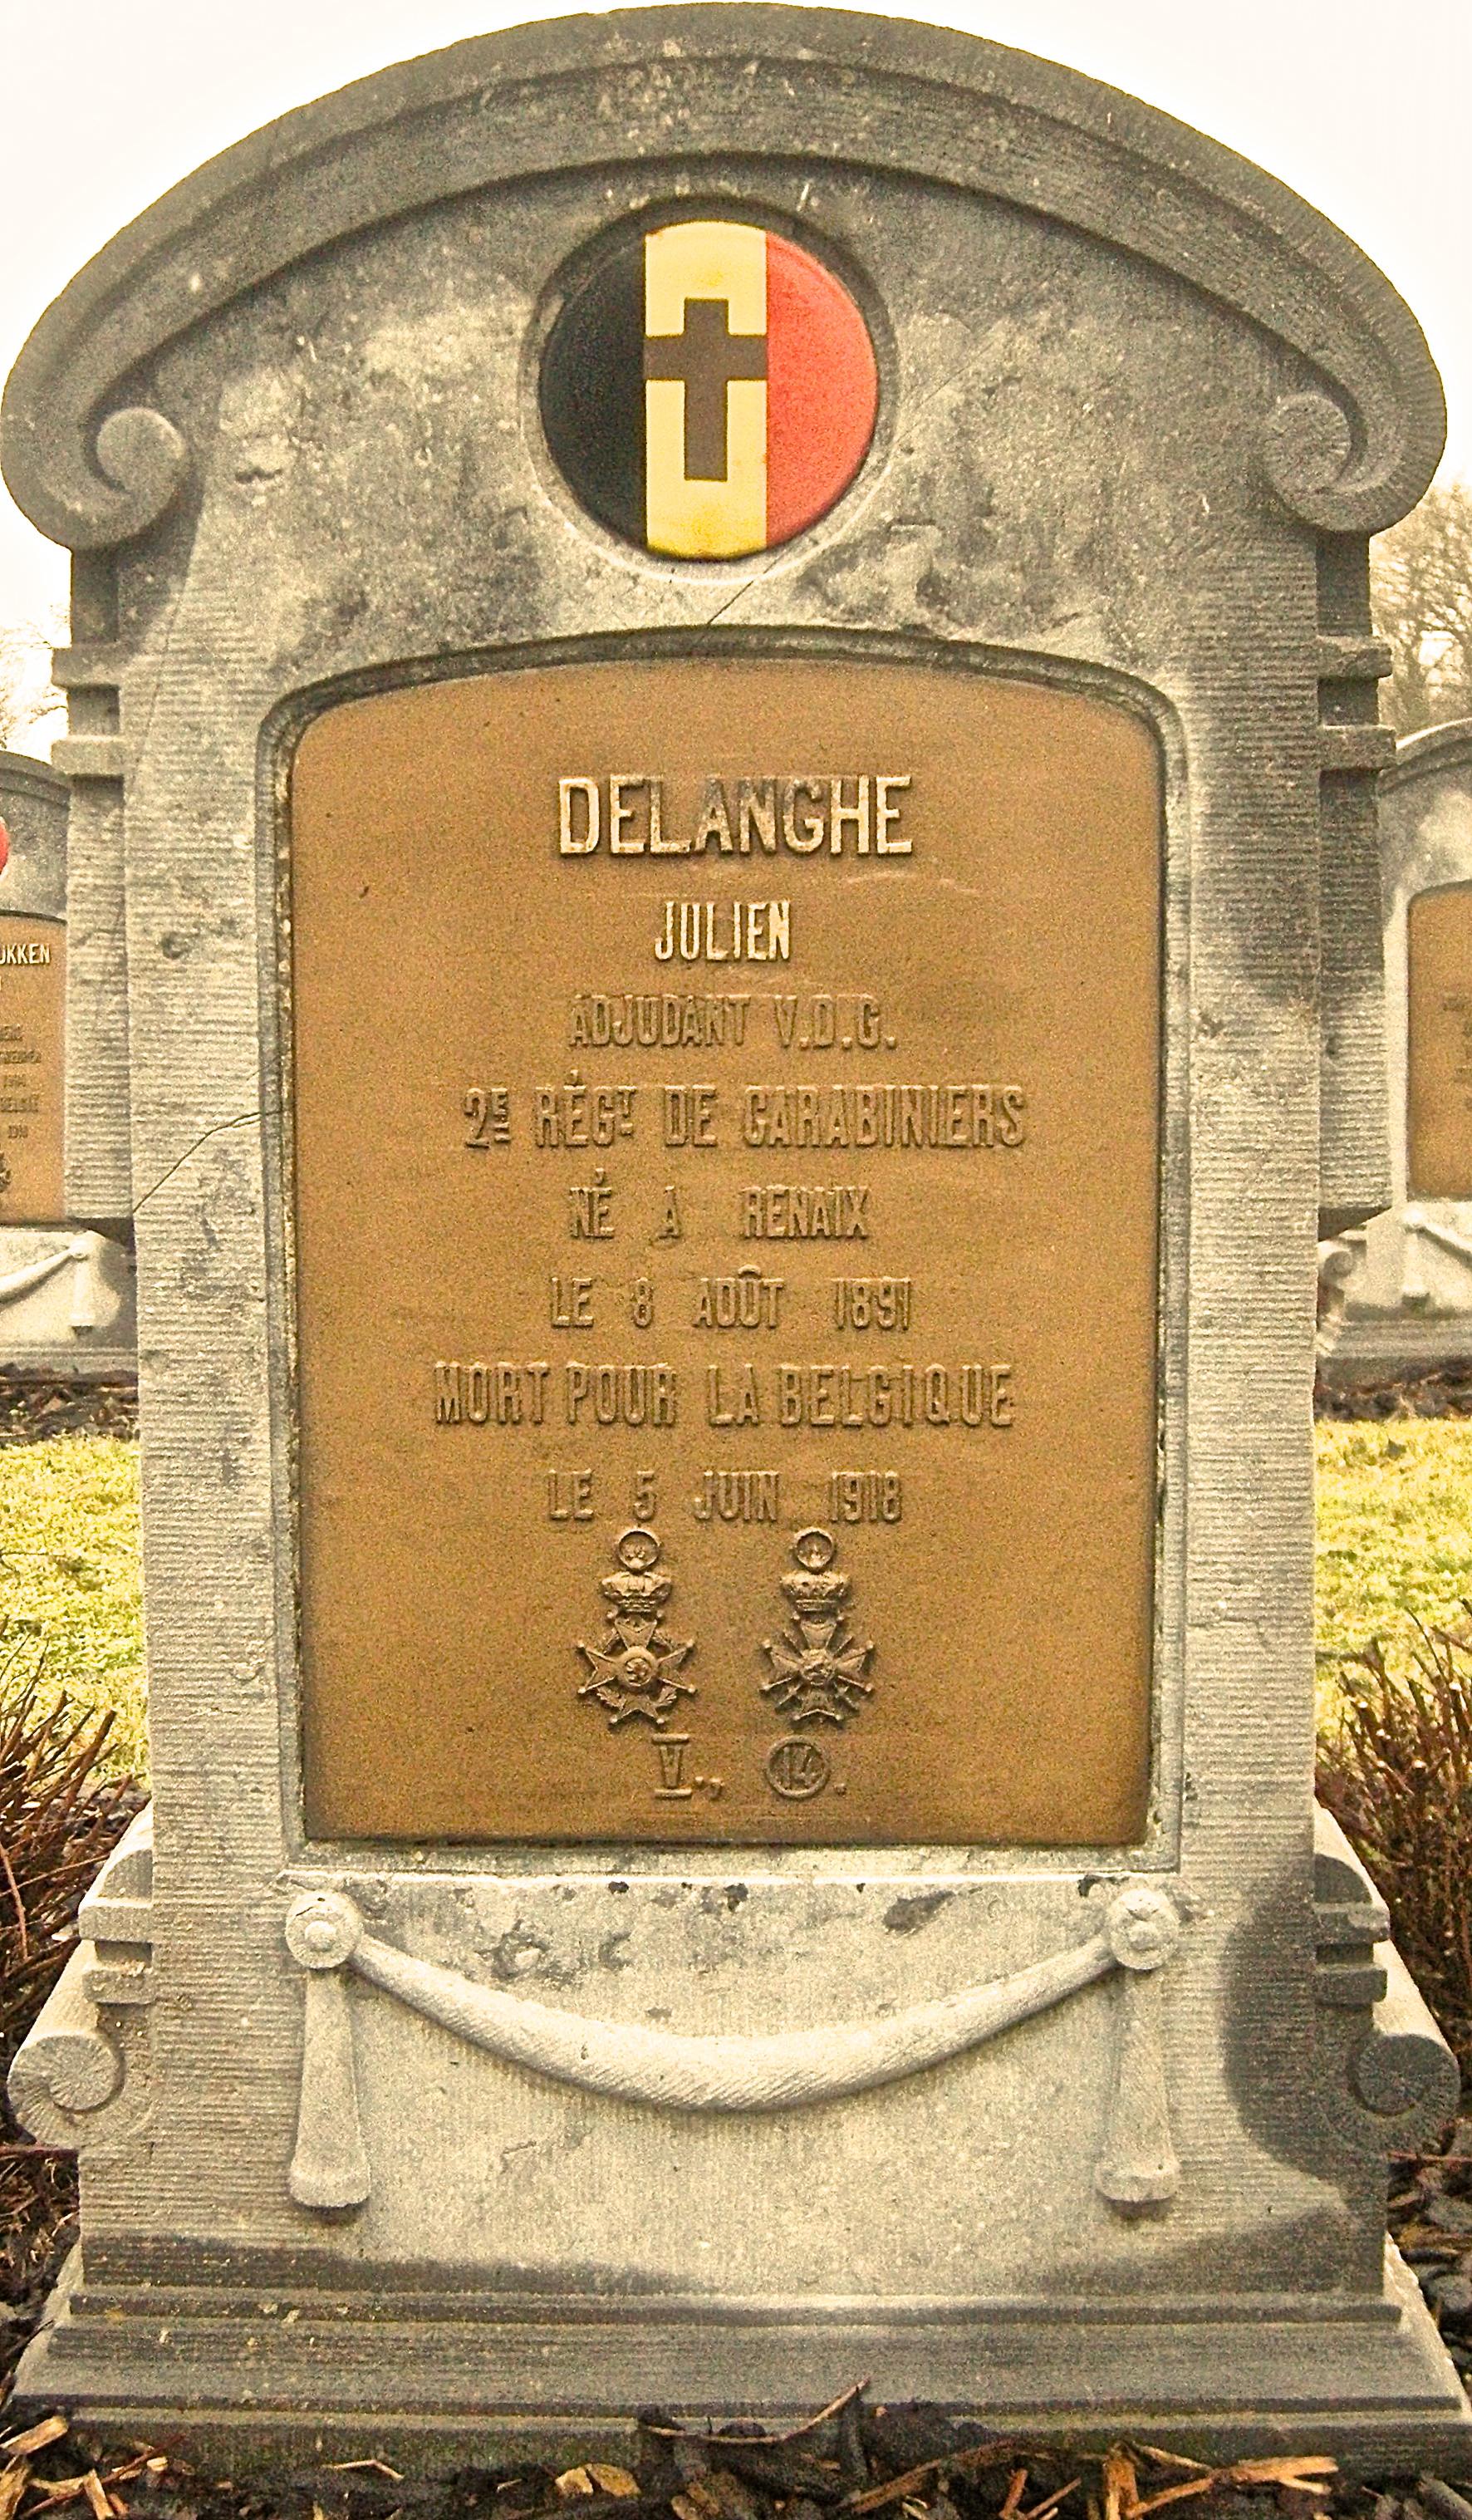 DELANGHE
JULIEN
ADJUDANT V.D.G.
2E RÉGT DE CARABINIERS
NÉ A RENAIX
LE 8 AOÛT 1891
MORT POUR LA BELGIQUE
LE 5 JUIN 1918
V., 14.